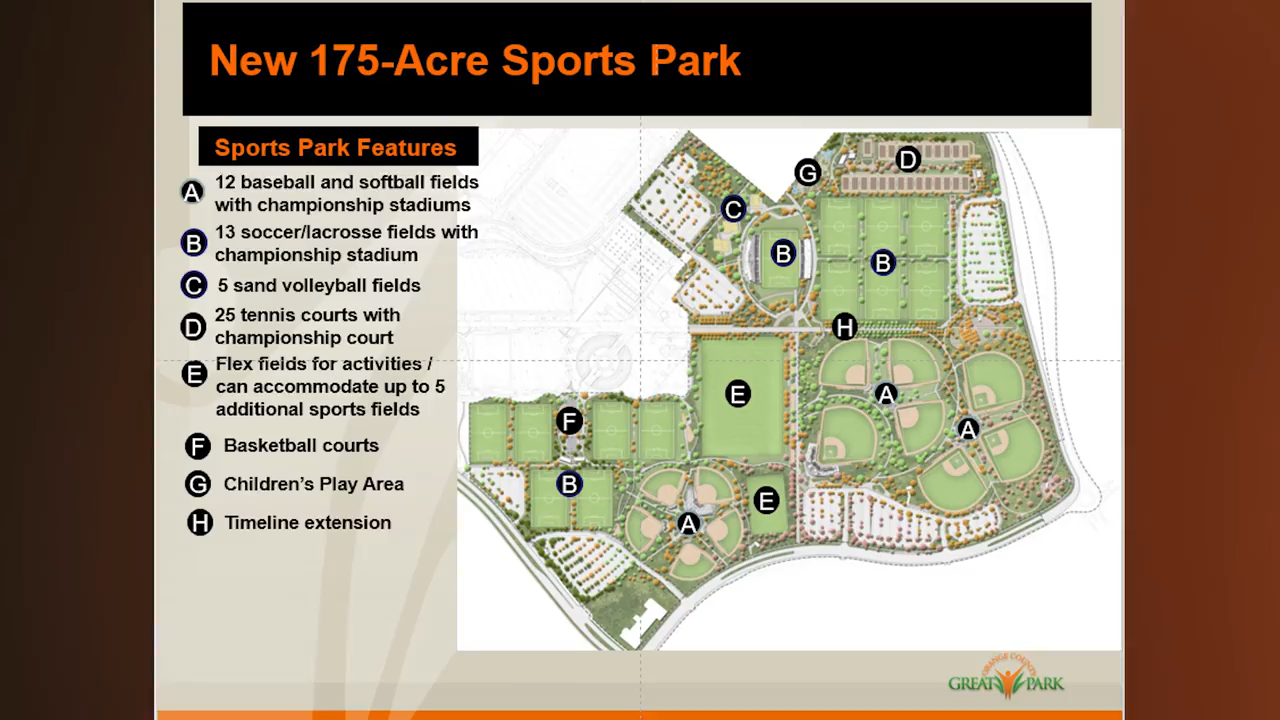 New 175-Acre Sports Park
Sports Park Features
A 12 baseball and softball fields
with championship stadiums
B 13 soccer/lacrosse fields with
championship stadium
C 5 sand volleyball fields
D 25 tennis courts with
championship court
E Flex fields for activities /
can accommodate up to 5
additional sports fields
F Basketball courts
G Children's Play Area
H Timeline extension
D
G
C
B
B
H
E
A
F
A
B
E
A
ORANGE COUNTY
GREAT PARK